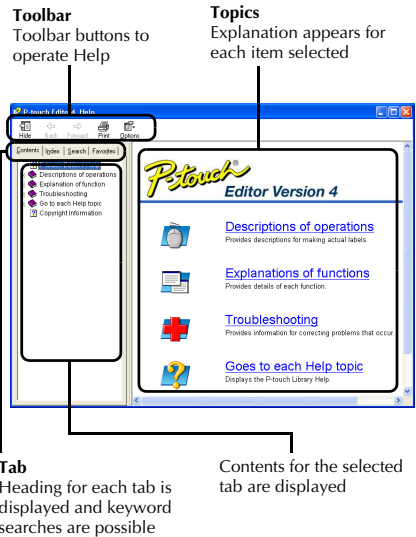 Toolbar
Toolbar buttons to
operate Help
Topics
Explanation appears for
each item selected
P-touch Editor 4 Help
Hide Back Forward Print Options
Contents Index Search Favorites
Descriptions of operations
Explanation of function
Troubleshooting
Go to each Help topic
Copyright Information
P-touch®
Editor Version 4
Descriptions of operations
Provides descriptions for making actual labels.
Explanations of functions
Provides details of each function.
Troubleshooting
Provides information for correcting problems that occur.
Goes to each Help topic
Displays the P-touch Library Help.
Tab
Heading for each tab is
displayed and keyword
searches are possible
Contents for the selected
tab are displayed